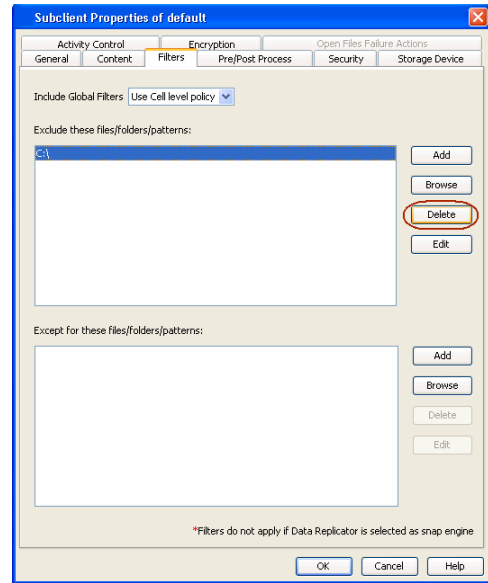 Subclient Properties of default
Activity Control Encryption Open Files Failure Actions
General Content Filters Pre/Post Process Security Storage Device
Include Global Filters Use Cell level policy
Exclude these files/folders/patterns:
C:\
Add
Browse
Delete
Edit
Except for these files/folders/patterns:
Add
Browse
Delete
Edit
*Filters do not apply if Data Replicator is selected as snap engine
OK Cancel Help